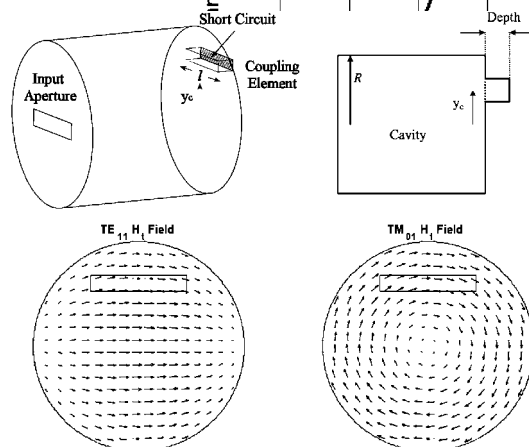 Short Circuit
Input
Aperture
l
Coupling
Element
yc
Depth
R
yc
Cavity
TE11 Ht Field
TM01 Ht Field